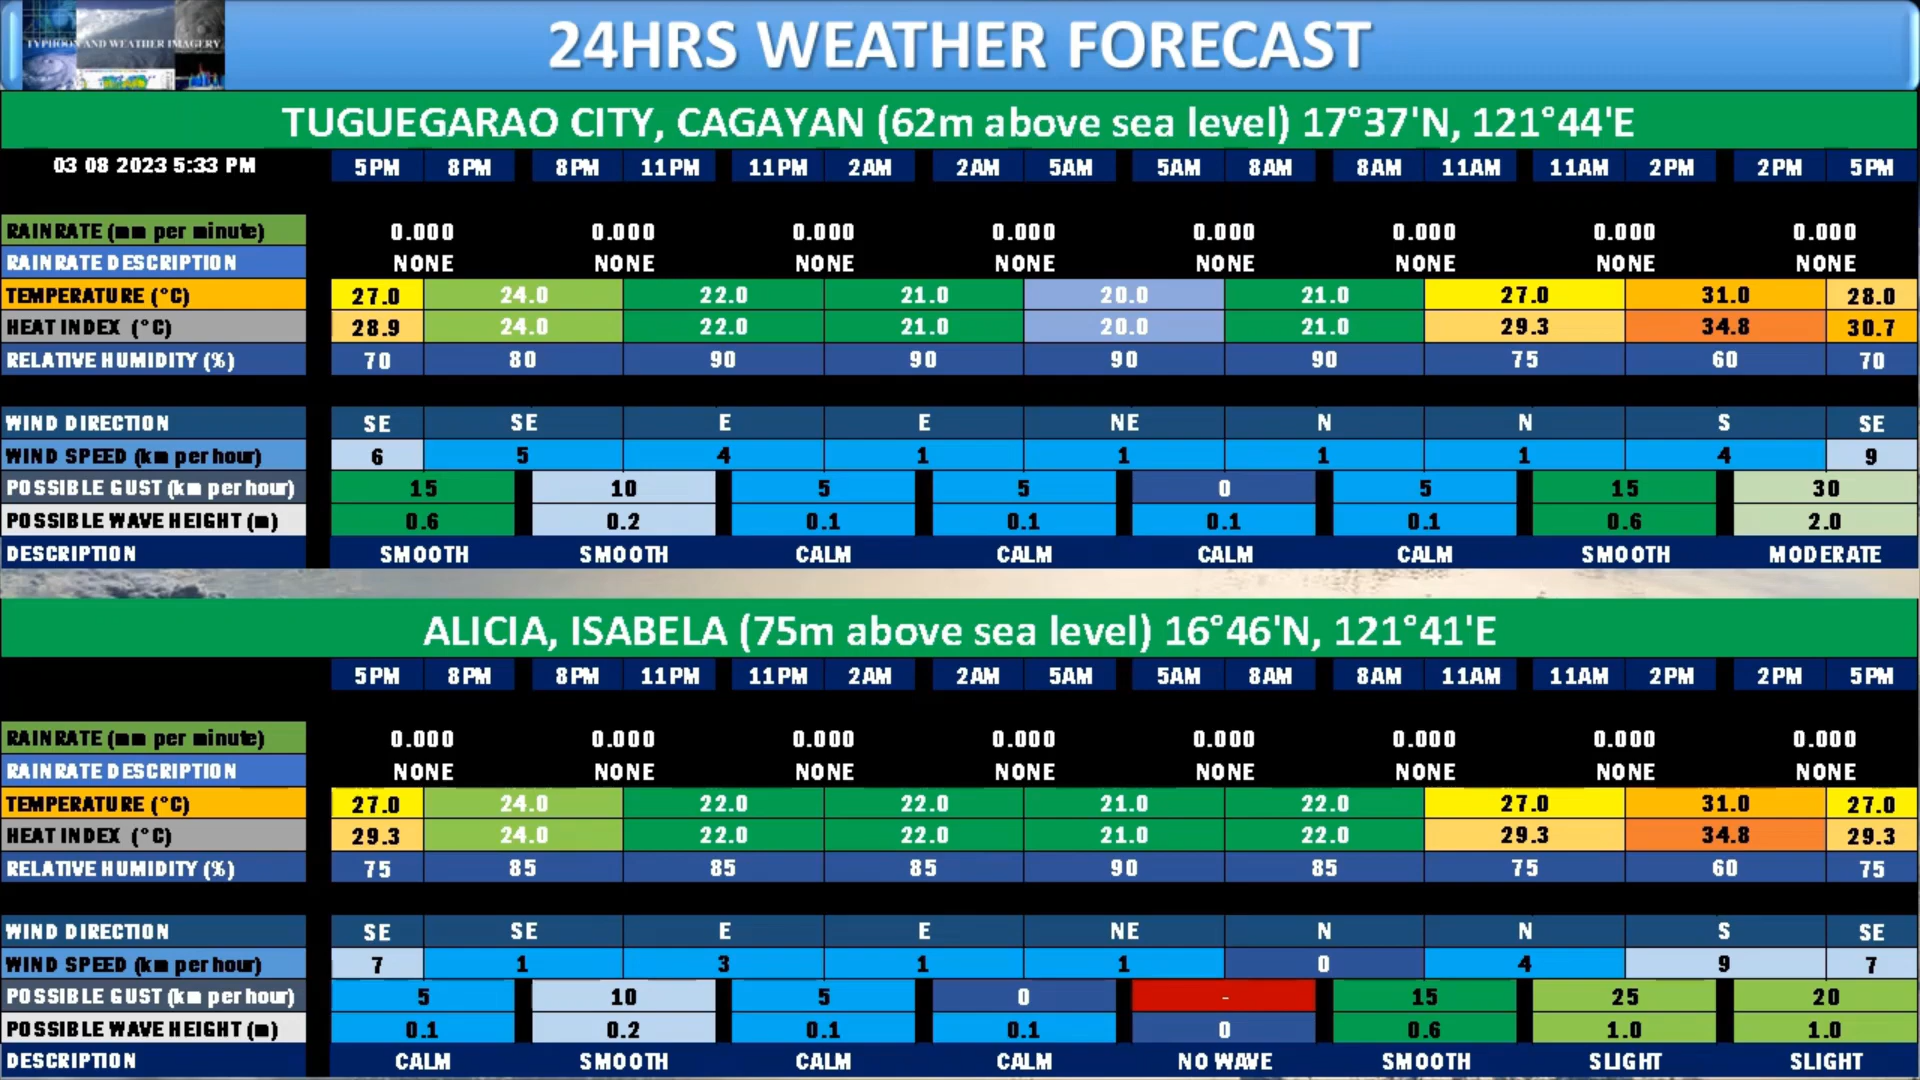 TYPHOON AND WEATHER IMAGERY
24HRS WEATHER FORECAST
TUGUEGARAO CITY, CAGAYAN (62m above sea level) 17°37'N, 121°44'E
03 08 2023 5:33 PM 5PM 8PM 8PM 11PM 11PM 2AM 2AM 5AM 5AM 8AM 8AM 11AM 11AM 2PM 2PM 5PM
RAINRATE (mm per minute) 0.000 0.000 0.000 0.000 0.000 0.000 0.000 0.000
RAINRATE DESCRIPTION NONE NONE NONE NONE NONE NONE NONE NONE
TEMPERATURE (°C) 27.0 24.0 22.0 21.0 20.0 21.0 27.0 31.0 28.0
HEAT INDEX (°C) 28.9 24.0 22.0 21.0 20.0 21.0 29.3 34.8 30.7
RELATIVE HUMIDITY (%) 70 80 90 90 90 90 75 60 70
WIND DIRECTION SE SE E E NE N N S SE
WIND SPEED (km per hour) 6 5 4 1 1 1 1 4 9
POSSIBLE GUST (km per hour) 15 10 5 5 0 5 15 30
POSSIBLE WAVE HEIGHT (m) 0.6 0.2 0.1 0.1 0.1 0.1 0.6 2.0
DESCRIPTION SMOOTH SMOOTH CALM CALM CALM CALM SMOOTH MODERATE
ALICIA, ISABELA (75m above sea level) 16°46'N, 121°41'E
5PM 8PM 8PM 11PM 11PM 2AM 2AM 5AM 5AM 8AM 8AM 11AM 11AM 2PM 2PM 5PM
RAINRATE (mm per minute) 0.000 0.000 0.000 0.000 0.000 0.000 0.000 0.000
RAINRATE DESCRIPTION NONE NONE NONE NONE NONE NONE NONE NONE
TEMPERATURE (°C) 27.0 24.0 22.0 22.0 21.0 22.0 27.0 31.0 27.0
HEAT INDEX (°C) 29.3 24.0 22.0 22.0 21.0 22.0 29.3 34.8 29.3
RELATIVE HUMIDITY (%) 75 85 85 85 90 85 75 60 75
WIND DIRECTION SE SE E E NE N N S SE
WIND SPEED (km per hour) 7 1 3 1 1 0 4 9 7
POSSIBLE GUST (km per hour) 5 10 5 0 - 15 25 20
POSSIBLE WAVE HEIGHT (m) 0.1 0.2 0.1 0.1 0 0.6 1.0 1.0
DESCRIPTION CALM SMOOTH CALM CALM NO WAVE SMOOTH SLIGHT SLIGHT